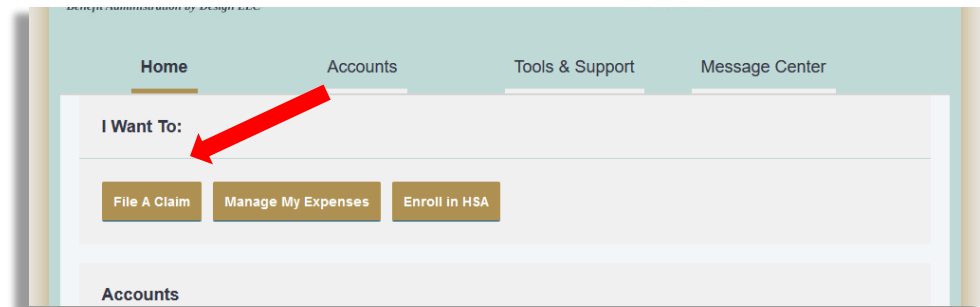 Benefit Administration by Design LLC
Home Accounts Tools & Support Message Center
I Want To:
File A Claim Manage My Expenses Enroll in HSA
Accounts